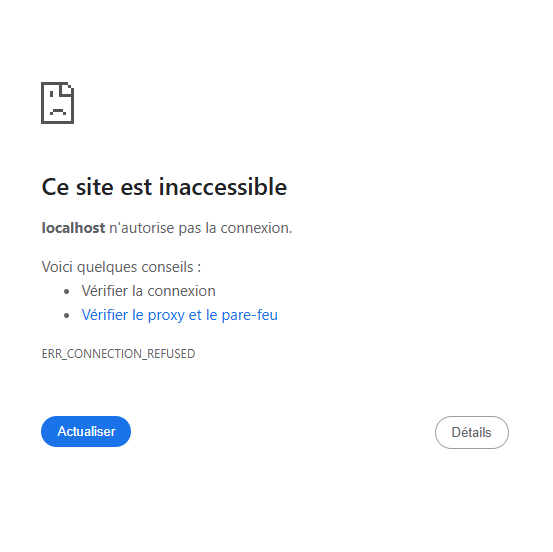 Ce site est inaccessible
localhost n'autorise pas la connexion.
Voici quelques conseils :
Vérifier la connexion
Vérifier le proxy et le pare-feu
ERR_CONNECTION_REFUSED
Actualiser
Détails